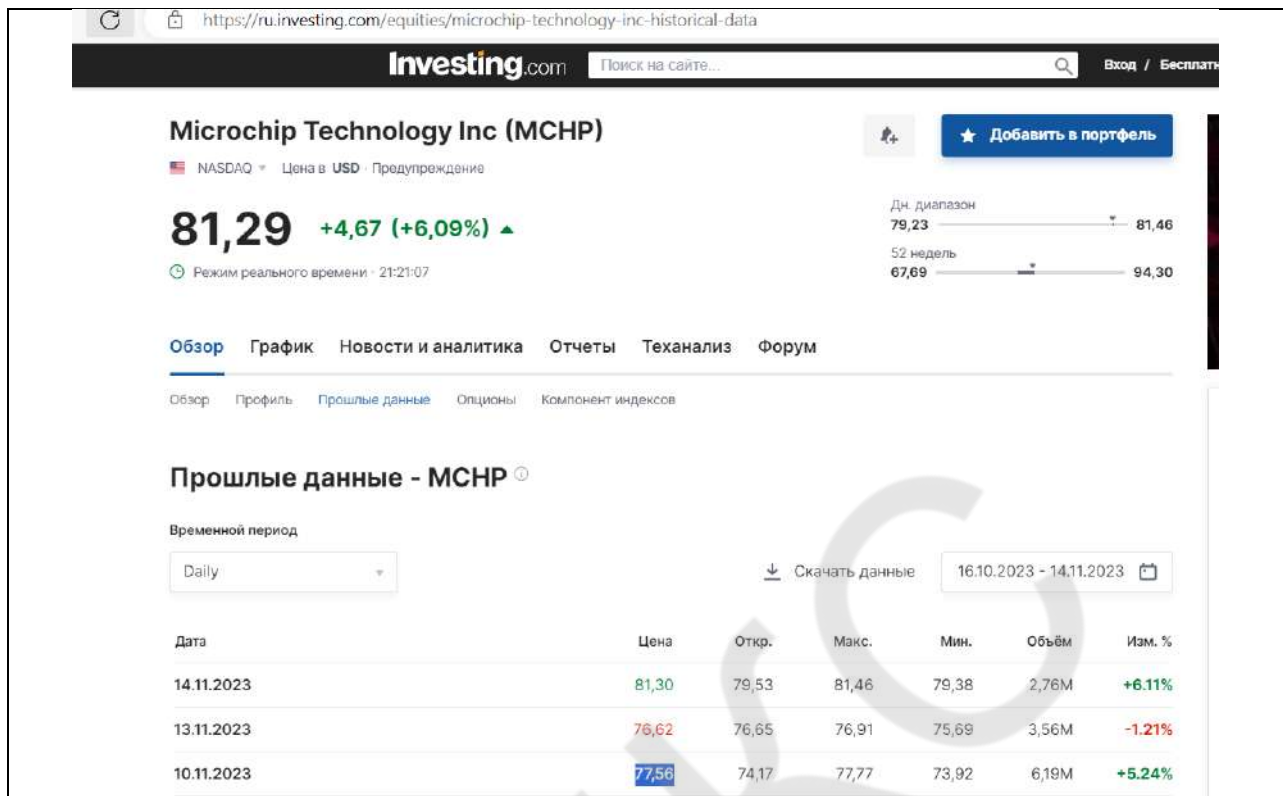 https://ru.investing.com/equities/microchip-technology-inc-historical-data
Investing.com Поиск на сайте... Вход / Бесплатн
Microchip Technology Inc (MCHP)
Добавить в портфель
NASDAQ Цена в USD · Предупреждение
81,29 +4,67 (+6,09%)
Дн. диапазон
79,23 81,46
Режим реального времени · 21:21:07
52 недель
67,69 94,30
Обзор График Новости и аналитика Отчеты Теханализ Форум
Обзор Профиль Прошлые данные Опционы Компонент индексов
Прошлые данные - MCHP
Временной период
Daily Скачать данные 16.10.2023 - 14.11.2023
Дата Цена Откр. Макс. Мин. Объём Изм. %
14.11.2023 81,30 79,53 81,46 79,38 2,76M +6.11%
13.11.2023 76,62 76,65 76,91 75,69 3,56M -1.21%
10.11.2023 77,56 74,17 77,77 73,92 6,19M +5.24%